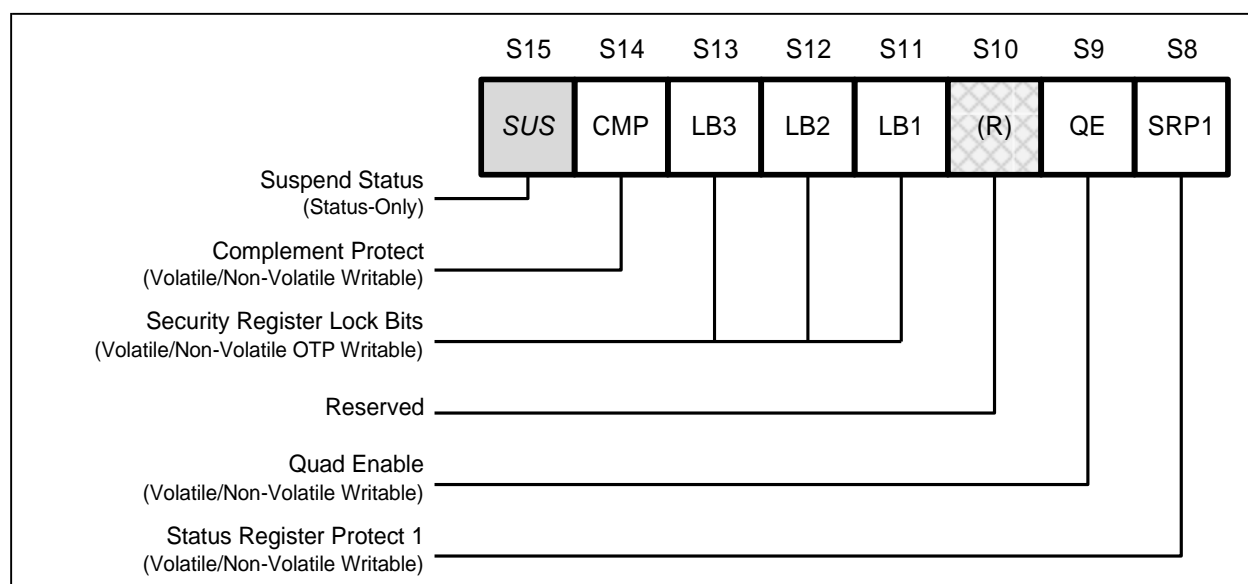 S15 S14 S13 S12 S11 S10 S9 S8
SUS CMP LB3 LB2 LB1 (R) QE SRP1
Suspend Status
(Status-Only)
Complement Protect
(Volatile/Non-Volatile Writable)
Security Register Lock Bits
(Volatile/Non-Volatile OTP Writable)
Reserved
Quad Enable
(Volatile/Non-Volatile Writable)
Status Register Protect 1
(Volatile/Non-Volatile Writable)